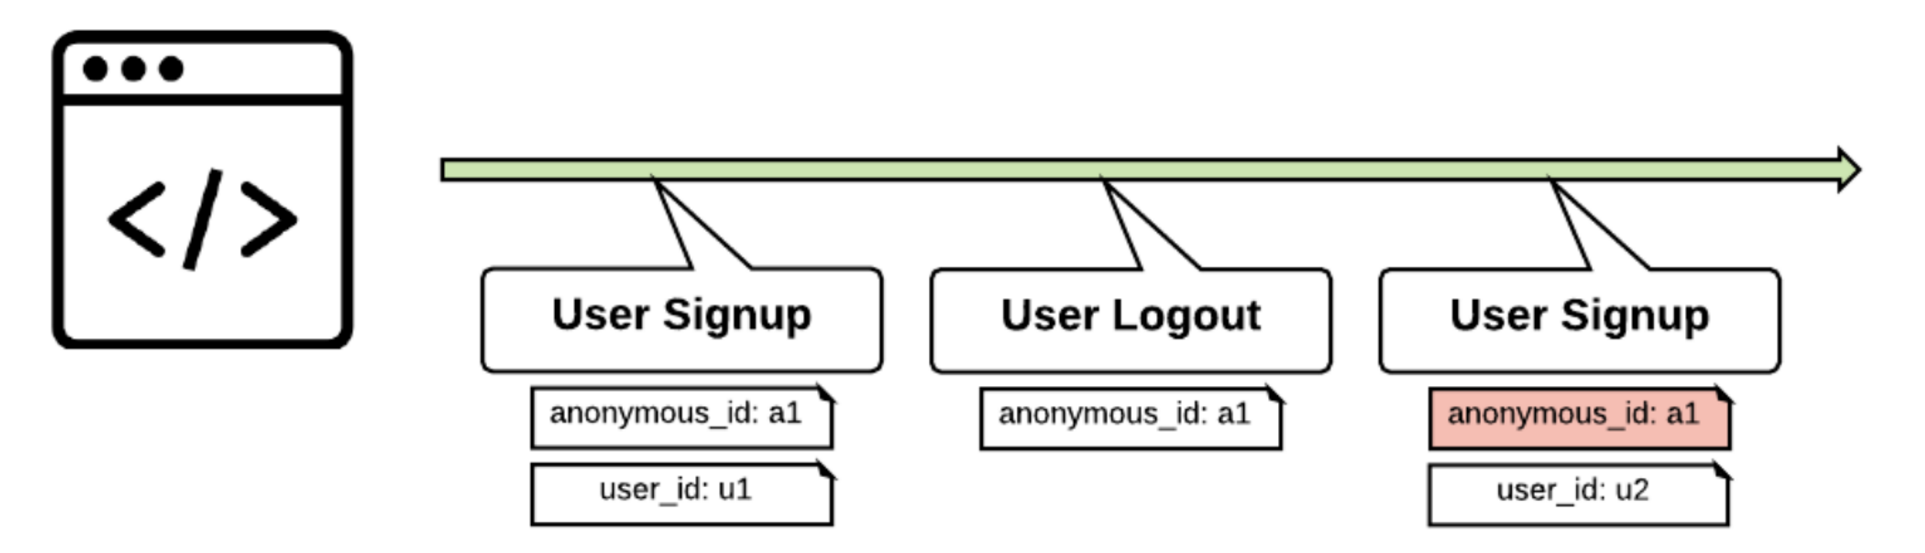 </>
User Signup
User Logout
User Signup
anonymous_id: a1
anonymous_id: a1
anonymous_id: a1
user_id: u1
user_id: u2